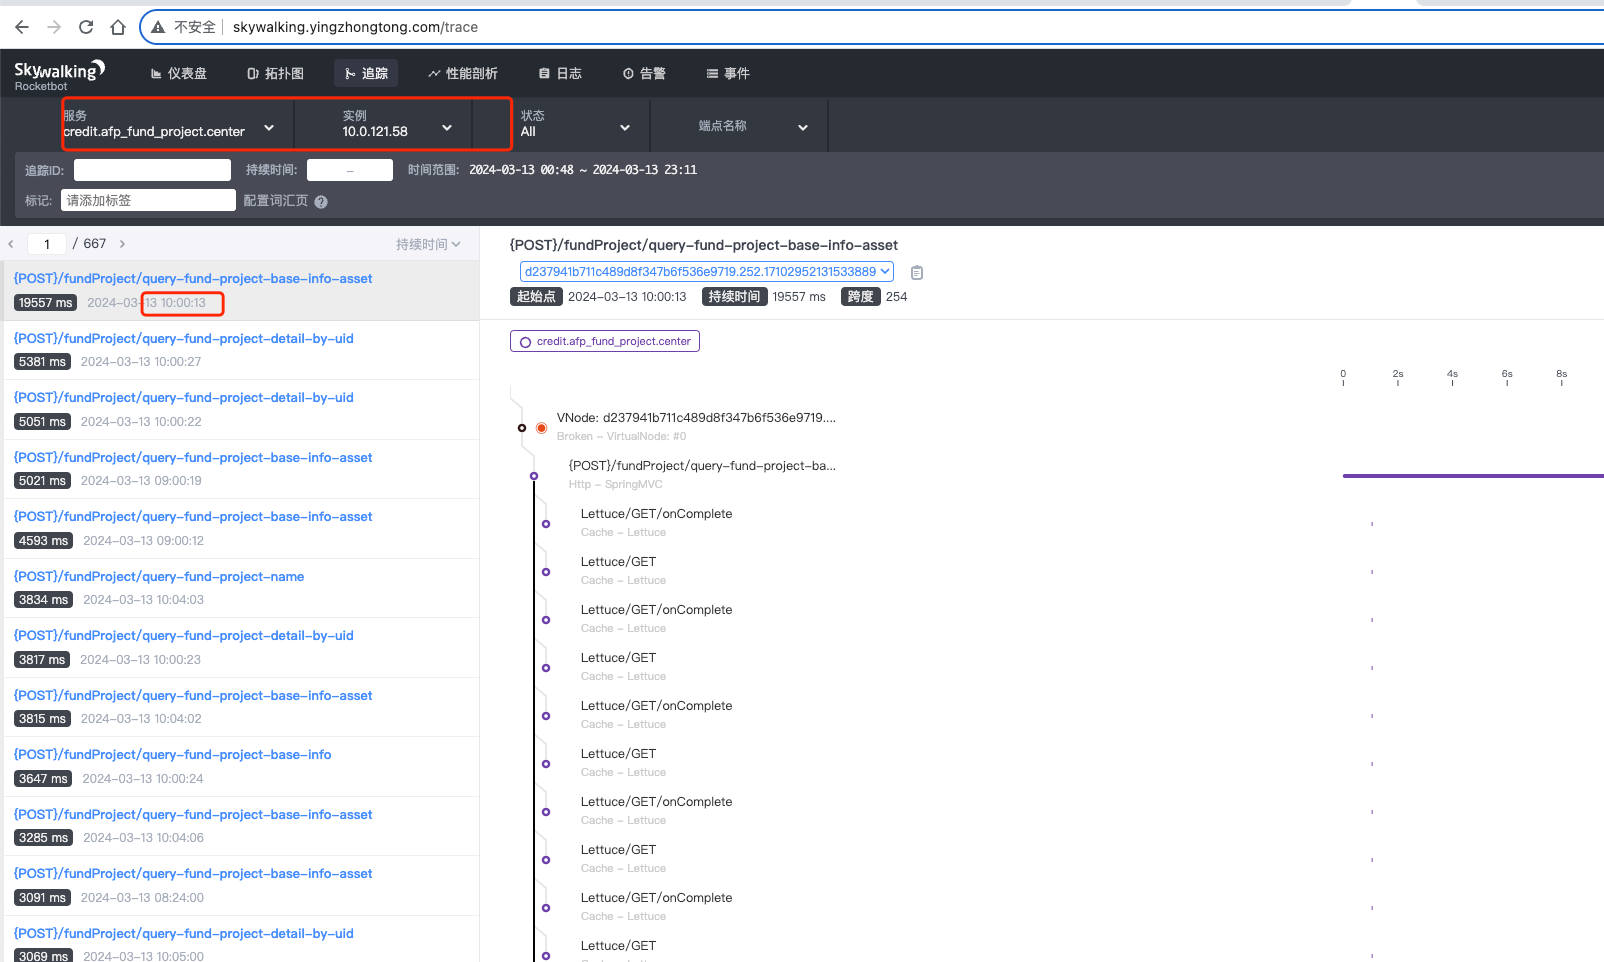 不安全 skywalking.yingzhongtong.com/trace
Skywalking
Rocketbot
仪表盘 拓扑图 追踪 性能剖析 日志 告警 事件
服务 实例 状态 端点名称
credit.afp_fund_project.center 10.0.121.58 All
追踪ID: 持续时间: – 时间范围: 2024-03-13 00:48 ~ 2024-03-13 23:11
标记: 请添加标签 配置词汇页 ?
1 / 667 持续时间
{POST}/fundProject/query-fund-project-base-info-asset
19557 ms 2024-03-13 10:00:13
{POST}/fundProject/query-fund-project-detail-by-uid
5381 ms 2024-03-13 10:00:27
{POST}/fundProject/query-fund-project-detail-by-uid
5051 ms 2024-03-13 10:00:22
{POST}/fundProject/query-fund-project-base-info-asset
5021 ms 2024-03-13 09:00:19
{POST}/fundProject/query-fund-project-base-info-asset
4593 ms 2024-03-13 09:00:12
{POST}/fundProject/query-fund-project-name
3834 ms 2024-03-13 10:04:03
{POST}/fundProject/query-fund-project-detail-by-uid
3817 ms 2024-03-13 10:00:23
{POST}/fundProject/query-fund-project-base-info-asset
3815 ms 2024-03-13 10:04:02
{POST}/fundProject/query-fund-project-base-info
3647 ms 2024-03-13 10:00:24
{POST}/fundProject/query-fund-project-base-info-asset
3285 ms 2024-03-13 10:04:06
{POST}/fundProject/query-fund-project-base-info-asset
3091 ms 2024-03-13 08:24:00
{POST}/fundProject/query-fund-project-detail-by-uid
3069 ms 2024-03-13 10:05:00
{POST}/fundProject/query-fund-project-base-info-asset
d237941b711c489d8f347b6f536e9719.252.17102952131533889
起始点 2024-03-13 10:00:13 持续时间 19557 ms 跨度 254
credit.afp_fund_project.center
0 2s 4s 6s 8s
VNode: d237941b711c489d8f347b6f536e9719....
Broken - VirtualNode: #0
{POST}/fundProject/query-fund-project-ba...
Http - SpringMVC
Lettuce/GET/onComplete
Cache - Lettuce
Lettuce/GET
Cache - Lettuce
Lettuce/GET/onComplete
Cache - Lettuce
Lettuce/GET
Cache - Lettuce
Lettuce/GET/onComplete
Cache - Lettuce
Lettuce/GET
Cache - Lettuce
Lettuce/GET/onComplete
Cache - Lettuce
Lettuce/GET
Cache - Lettuce
Lettuce/GET/onComplete
Cache - Lettuce
Lettuce/GET